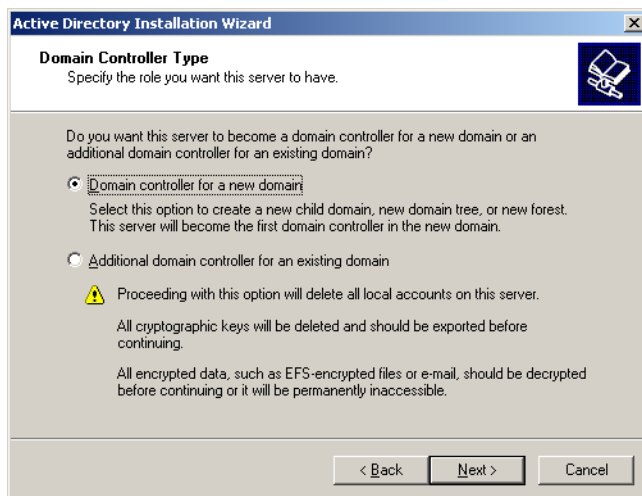 Active Directory Installation Wizard
Domain Controller Type
Specify the role you want this server to have.
Do you want this server to become a domain controller for a new domain or an
additional domain controller for an existing domain?
Domain controller for a new domain
Select this option to create a new child domain, new domain tree, or new forest.
This server will become the first domain controller in the new domain.
Additional domain controller for an existing domain
Proceeding with this option will delete all local accounts on this server.
All cryptographic keys will be deleted and should be exported before
continuing.
All encrypted data, such as EFS-encrypted files or e-mail, should be decrypted
before continuing or it will be permanently inaccessible.
< Back Next > Cancel